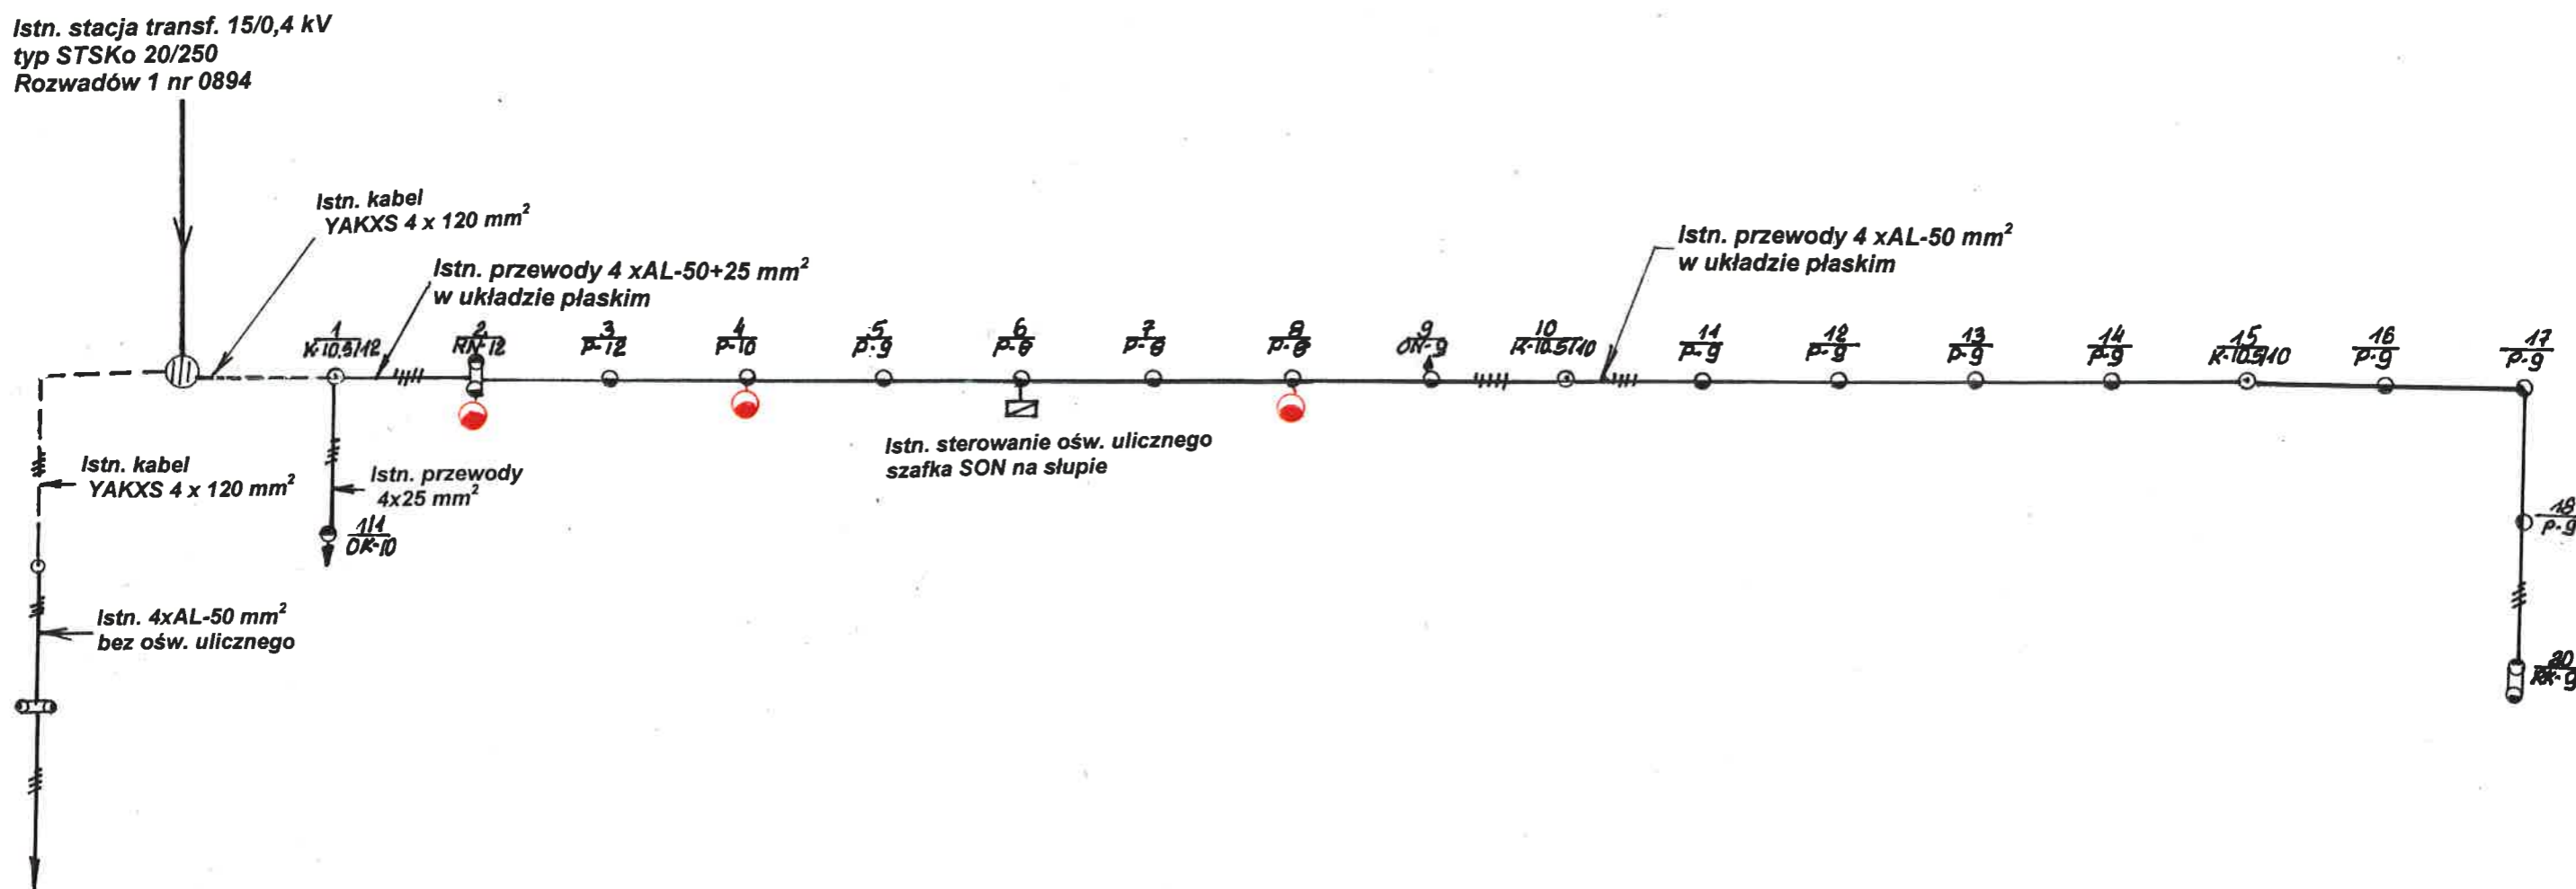 Istn. stacja transf. 15/0,4 kV
typ STSKo 20/250
Rozwadów 1 nr 0894
Istn. kabel
YAKXS 4 x 120 mm²
Istn. przewody 4 xAL-50+25 mm²
w układzie płaskim
Istn. przewody 4 xAL-50 mm²
w układzie płaskim
1
K-10.5/12
2
RN-12
3
P-12
4
P-10
5
P-9
6
7
8
9
ON-9
10
K-10.5/10
11
P-9
12
P-9
13
P-9
14
P-9
15
K-10.5/10
16
P-9
17
P-9
Istn. sterowanie ośw. ulicznego
szafka SON na słupie
Istn. kabel
YAKXS 4 x 120 mm²
Istn. przewody
4x25 mm²
1/1
OK-10
18
P-9
Istn. 4xAL-50 mm²
bez ośw. ulicznego
20
RK-9